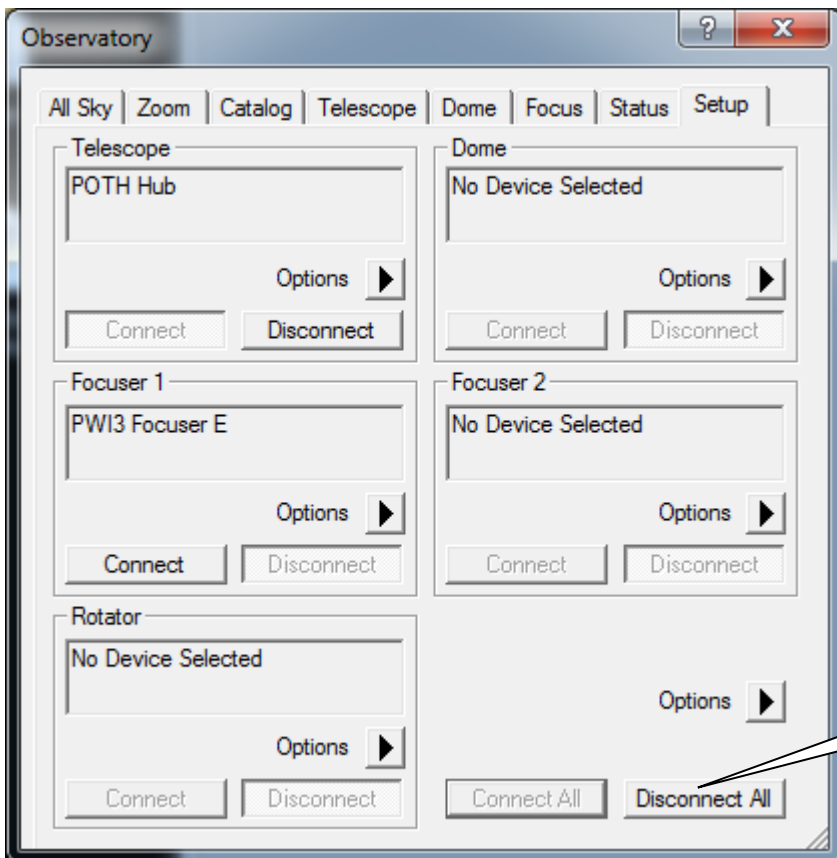 Observatory
?
All Sky Zoom Catalog Telescope Dome Focus Status Setup
Telescope
POTH Hub
Options
Connect Disconnect
Dome
No Device Selected
Options
Connect Disconnect
Focuser 1
PWI3 Focuser E
Options
Connect Disconnect
Focuser 2
No Device Selected
Options
Connect Disconnect
Rotator
No Device Selected
Options
Connect Disconnect
Options
Connect All Disconnect All